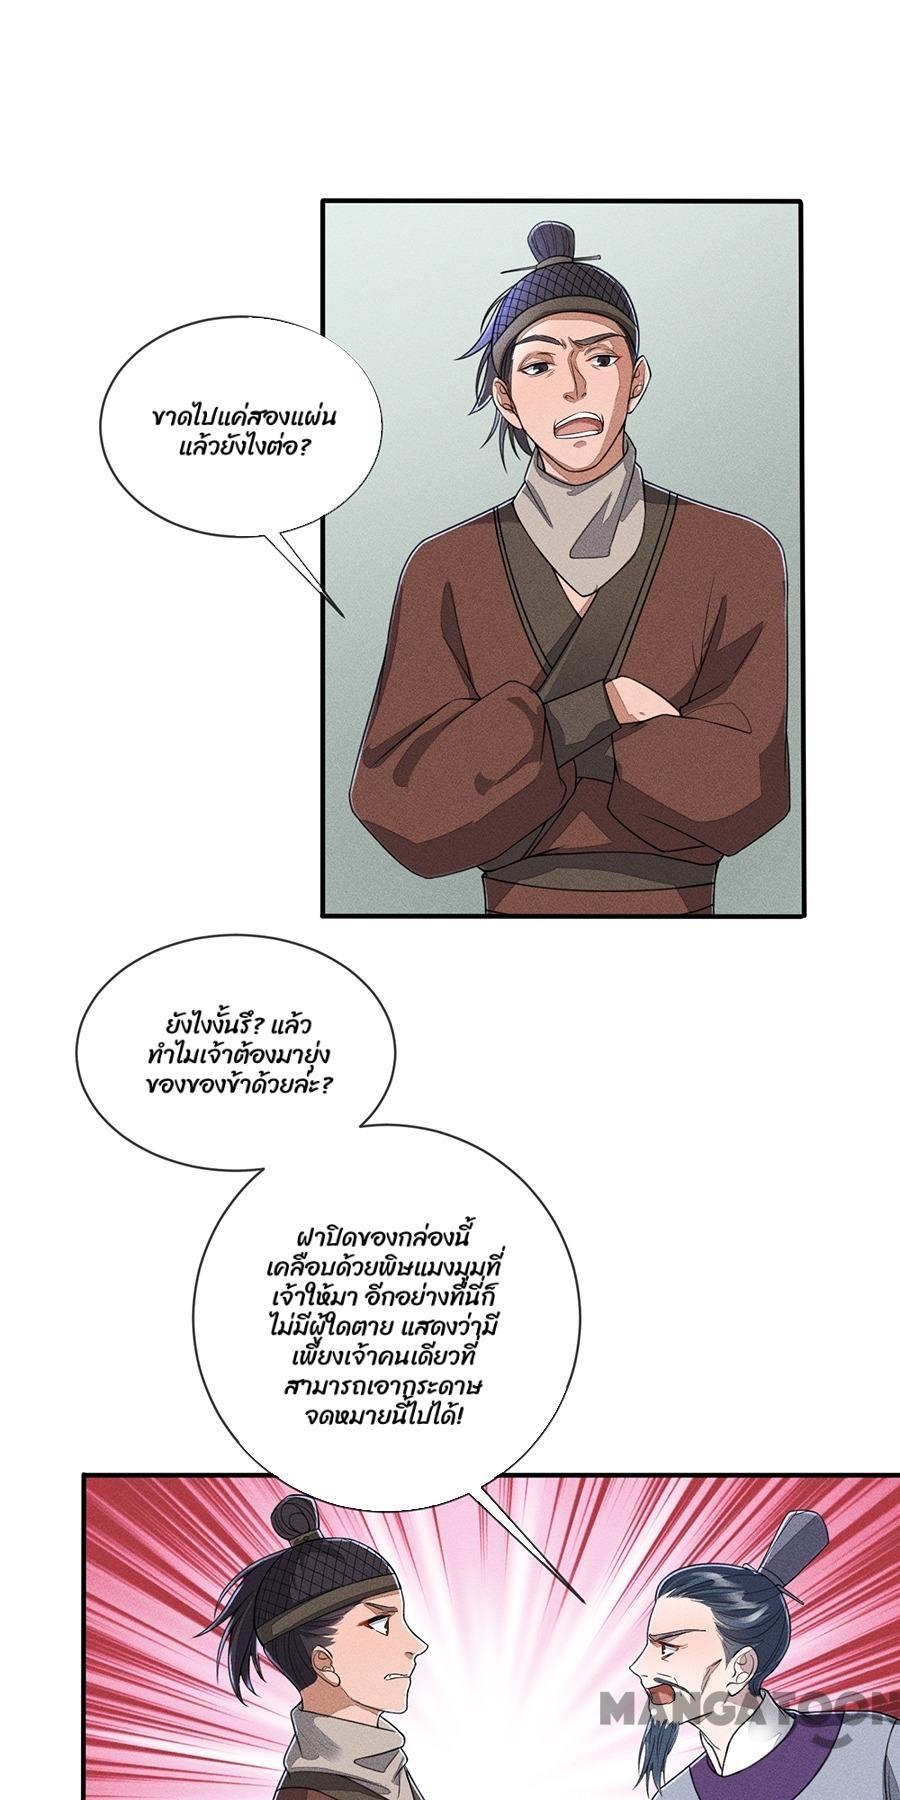 ขาดไปแค่สองแผ่น
แล้วยังไงต่อ?
ยังไงงั้นรึ? แล้ว
ทำไมเจ้าต้องมายุ่ง
ของของข้าด้วยล่ะ?
ฝาปิดของกล่องนี้
เคลือบด้วยพิษแมงมุมที่
เจ้าให้มา อีกอย่างที่นี่ก็
ไม่มีผู้ใดตาย แสดงว่ามี
เพียงเจ้าคนเดียวที่
สามารถเอากระดาษ
จดหมายนี้ไปได้!
MANGATOON